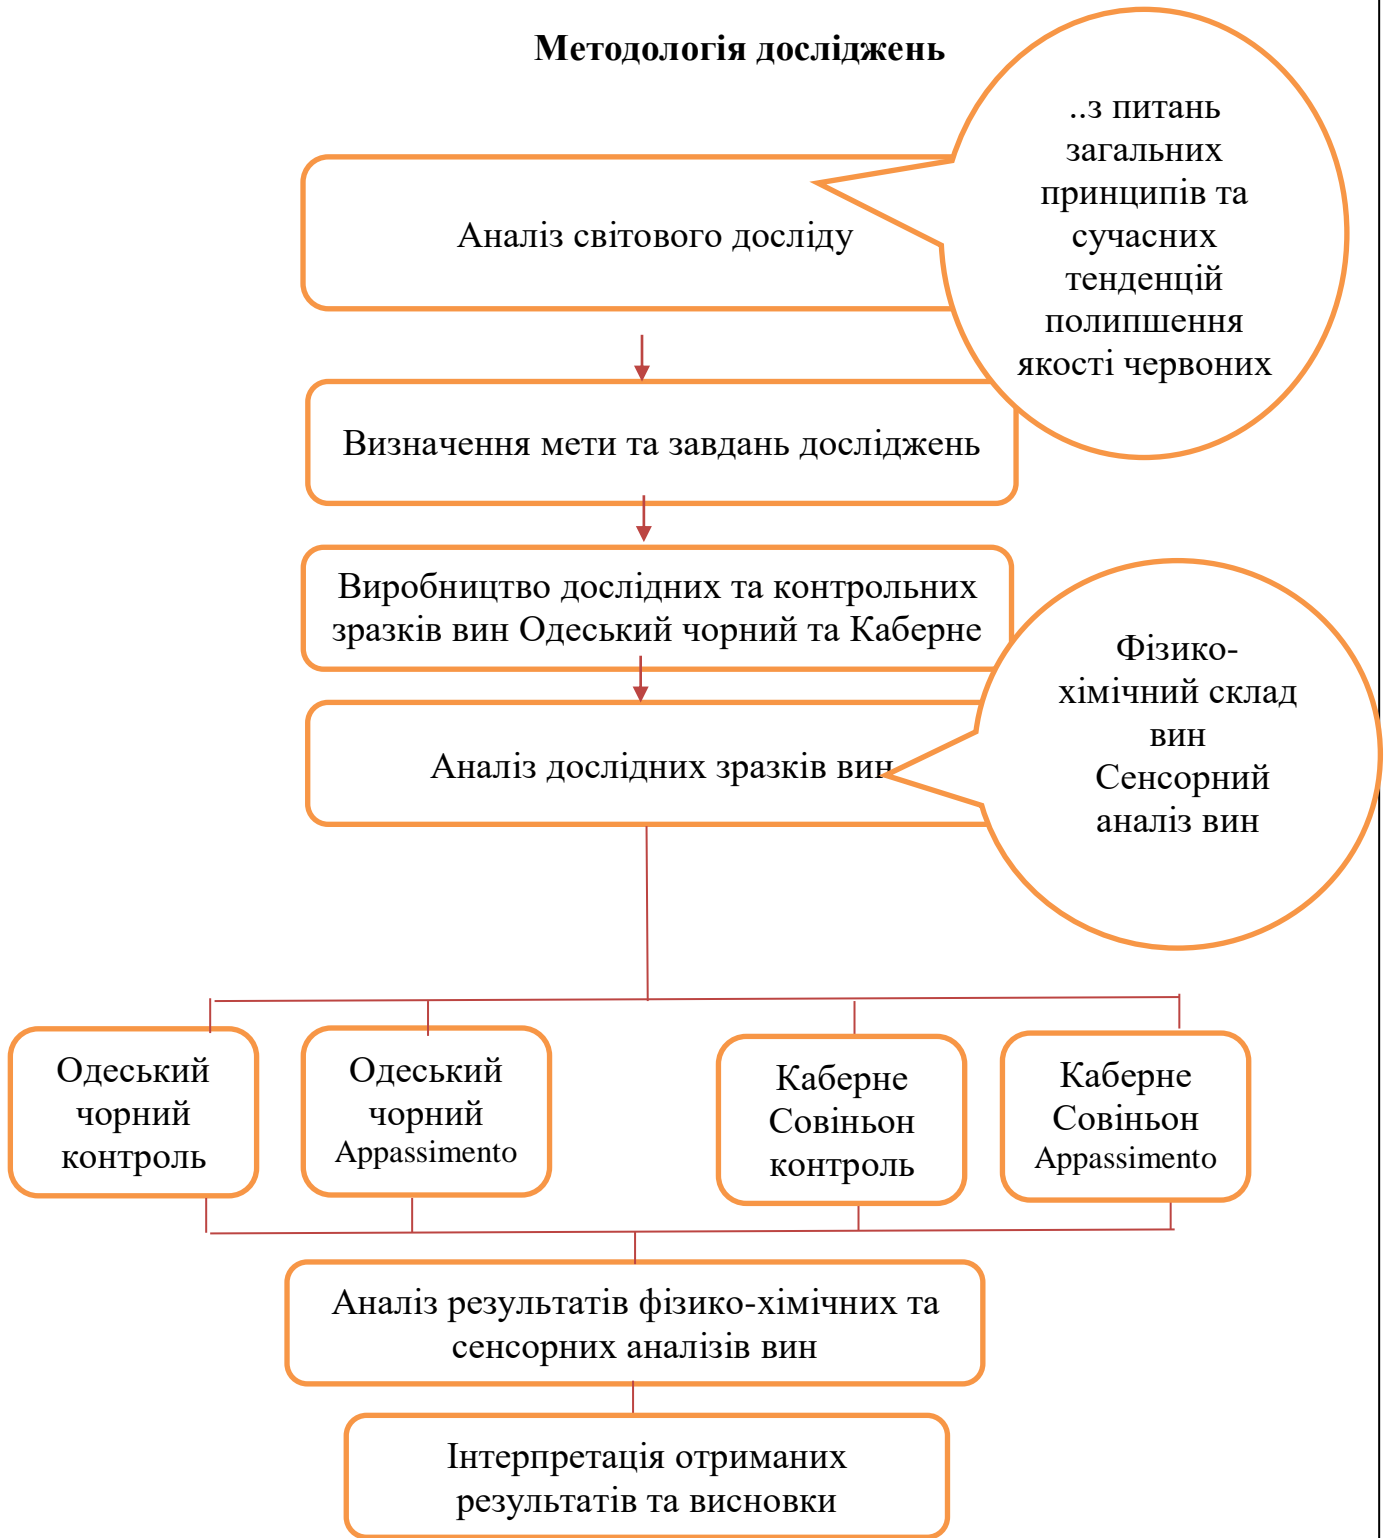 Методологія досліджень
..з питань
загальних
принципів та
сучасних
тенденцій
полипшення
якості червоних
Аналіз світового досліду
Визначення мети та завдань досліджень
Виробництво дослідних та контрольних
зразків вин Одеський чорний та Каберне
Фізико-
хімічний склад
вин
Сенсорний
аналіз вин
Аналіз дослідних зразків вин
Одеський
чорний
контроль
Одеський
чорний
Appassimento
Каберне
Совіньон
контроль
Каберне
Совіньон
Appassimento
Аналіз результатів фізико-хімічних та
сенсорних аналізів вин
Інтерпретація отриманих
результатів та висновки